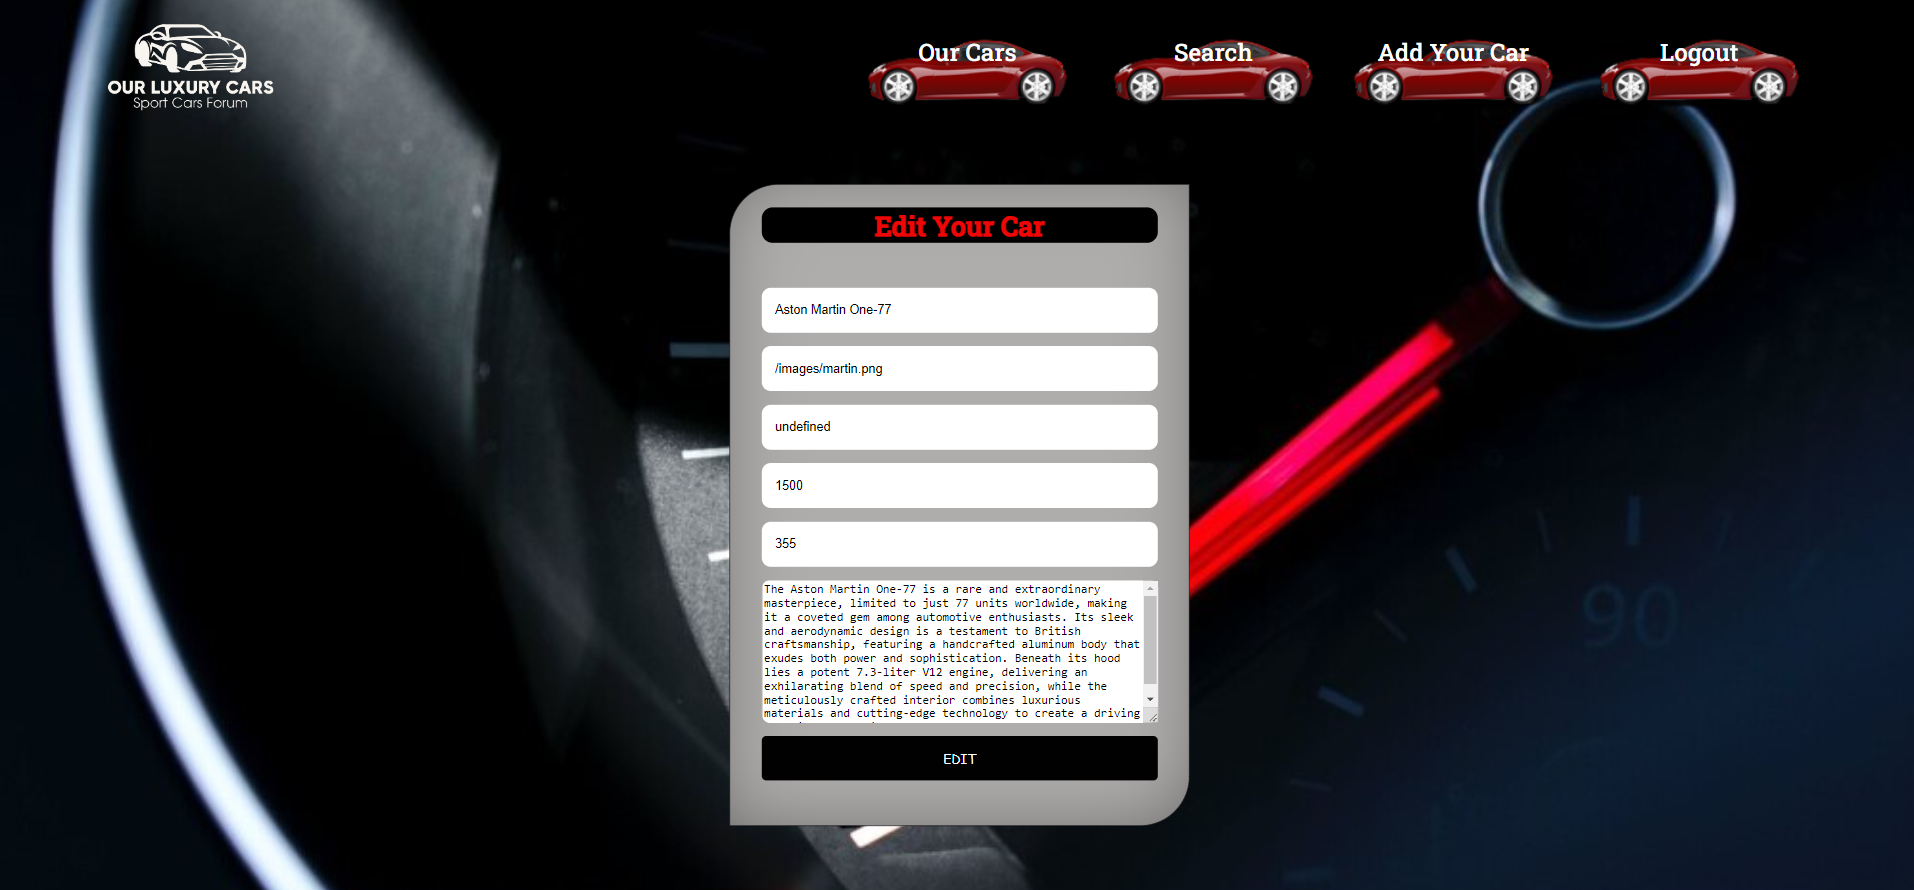 OUR LUXURY CARS
Sport Cars Forum
Our Cars
Search
Add Your Car
Logout
Edit Your Car
Aston Martin One-77
/images/martin.png
undefined
1500
355
The Aston Martin One-77 is a rare and extraordinary
masterpiece, limited to just 77 units worldwide, making
it a coveted gem among automotive enthusiasts. Its sleek
and aerodynamic design is a testament to British
craftsmanship, featuring a handcrafted aluminum body that
exudes both power and sophistication. Beneath its hood
lies a potent 7.3-liter V12 engine, delivering an
exhilarating blend of speed and precision, while the
meticulously crafted interior combines luxurious
materials and cutting-edge technology to create a driving
EDIT
90